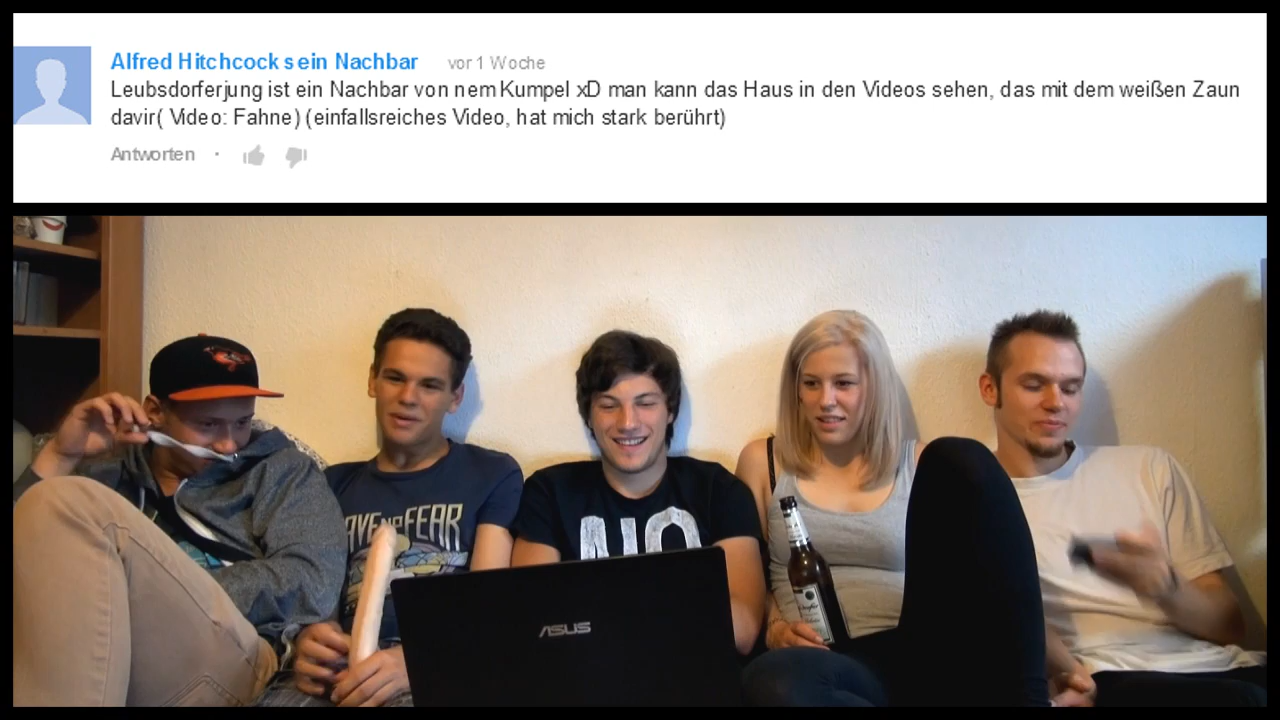 Alfred Hitchcock sein Nachbar vor 1 Woche
Leubsdorferjung ist ein Nachbar von nem Kumpel xD man kann das Haus in den Videos sehen, das mit dem weißen Zaun
davir( Video: Fahne) (einfallsreiches Video, hat mich stark berührt)
Antworten ·
FEAR
NO
ASUS